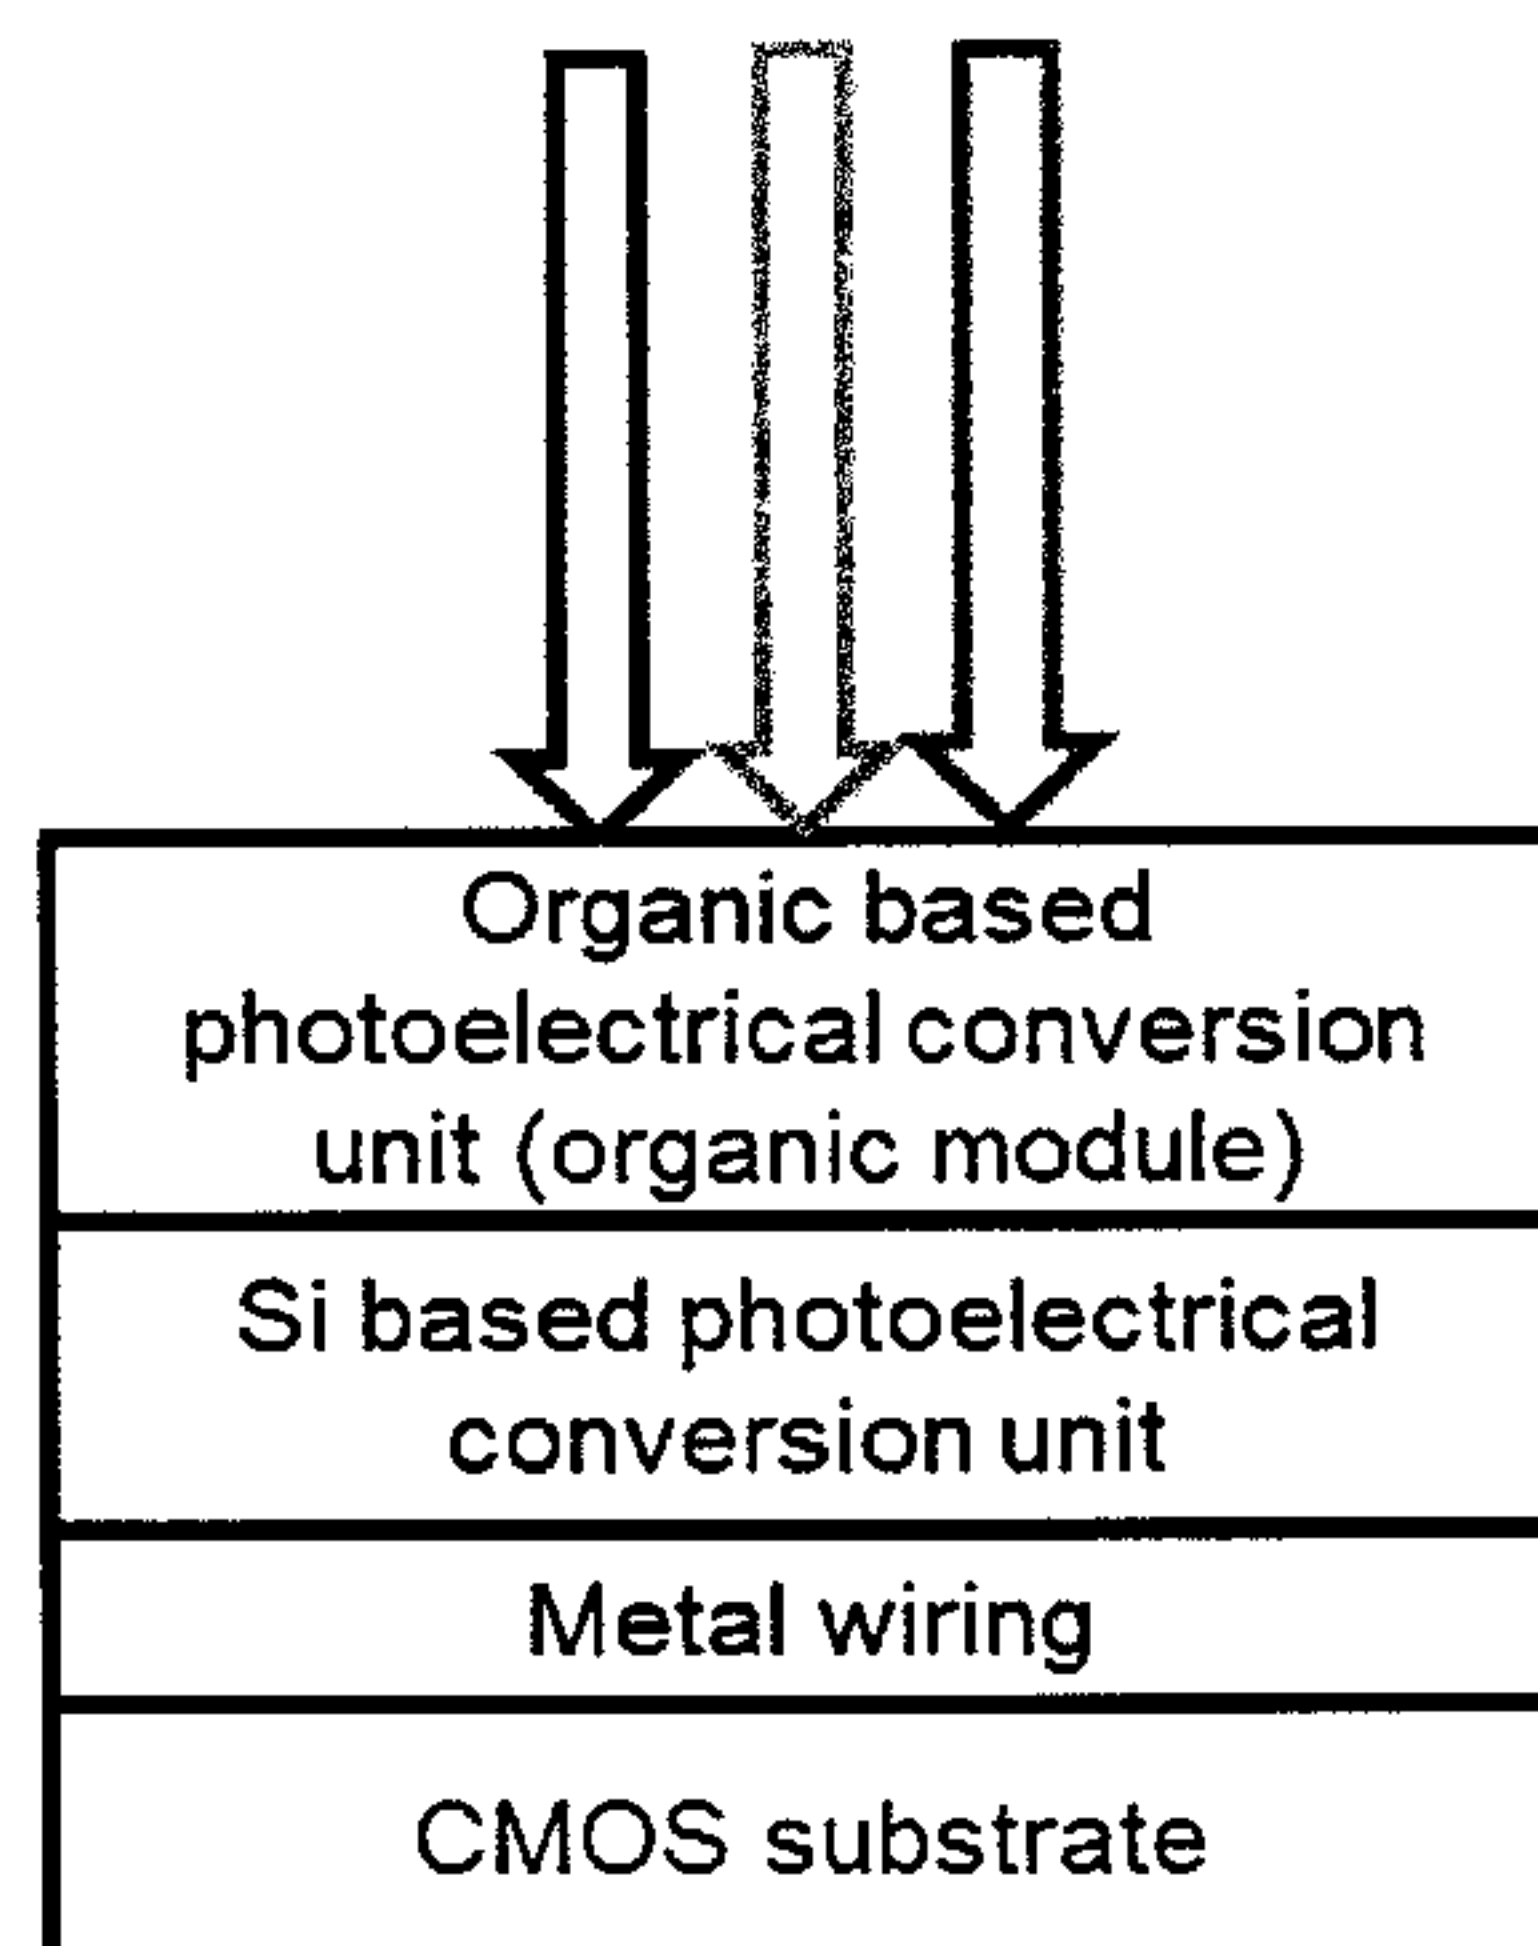 Organic based
photoelectrical conversion
unit (organic module)
Si based photoelectrical
conversion unit
Metal wiring
CMOS substrate